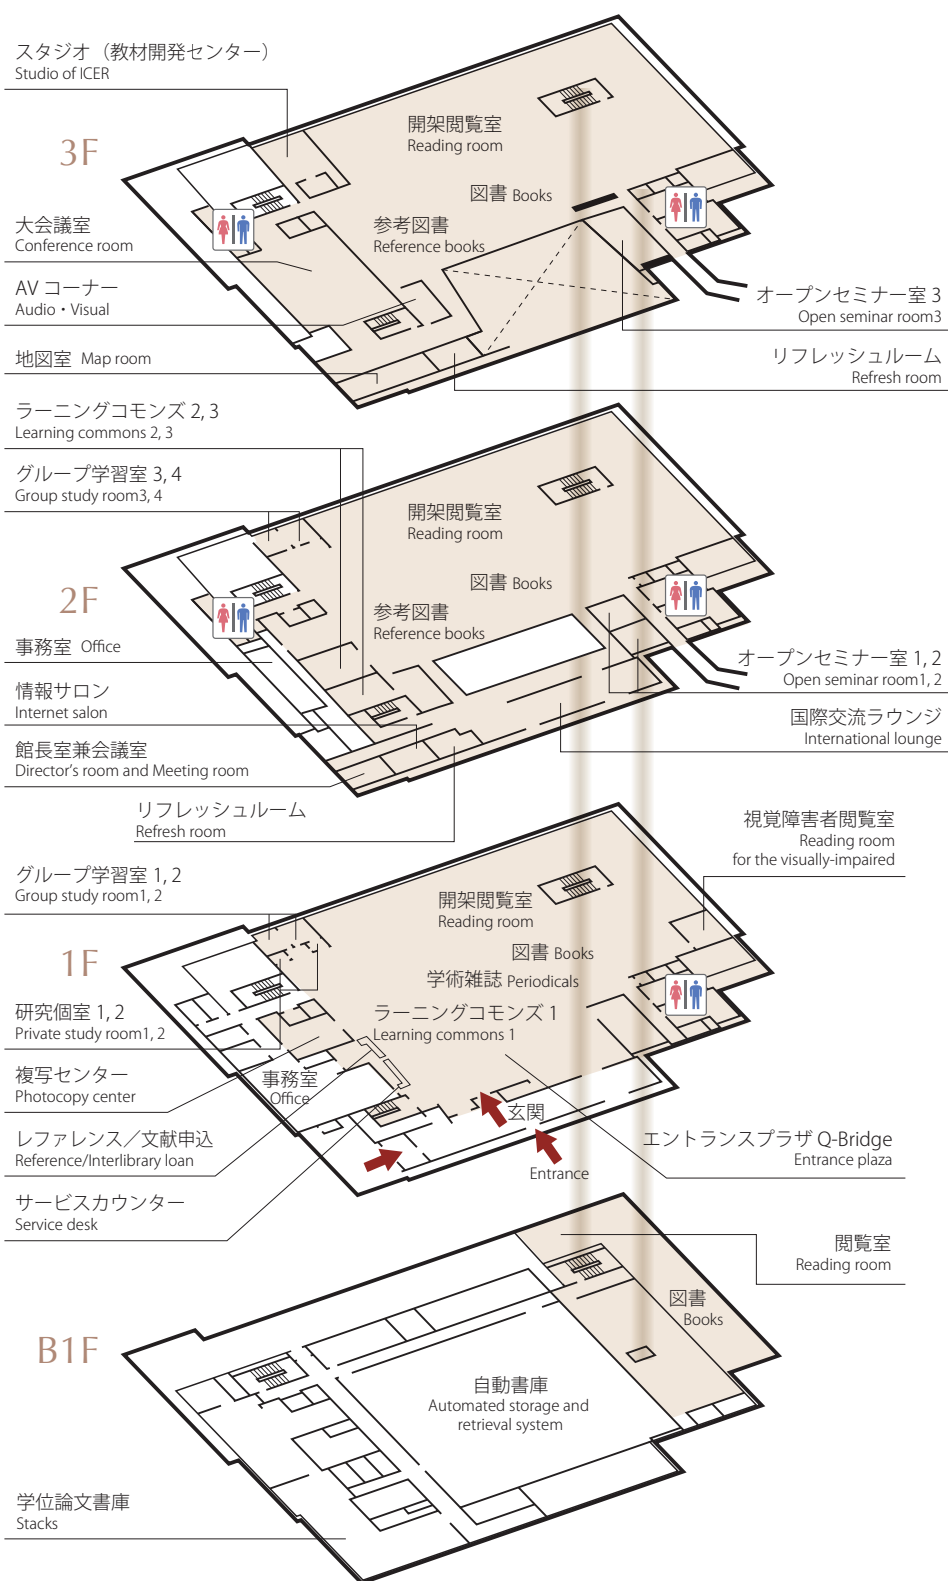 スタジオ（教材開発センター）
Studio of ICER
3F
開架閲覧室
Reading room
図書 Books
大会議室
Conference room
参考図書
Reference books
AV コーナー
Audio・Visual
オープンセミナー室 3
Open seminar room3
地図室 Map room
リフレッシュルーム
Refresh room
ラーニングコモンズ 2, 3
Learning commons 2, 3
グループ学習室 3, 4
Group study room3, 4
開架閲覧室
Reading room
2F
図書 Books
参考図書
Reference books
事務室 Office
オープンセミナー室 1, 2
Open seminar room1, 2
情報サロン
Internet salon
国際交流ラウンジ
International lounge
館長室兼会議室
Director's room and Meeting room
リフレッシュルーム
Refresh room
視覚障害者閲覧室
Reading room
for the visually-impaired
グループ学習室 1, 2
Group study room1, 2
開架閲覧室
Reading room
1F
図書 Books
学術雑誌 Periodicals
研究個室 1, 2
Private study room1, 2
ラーニングコモンズ 1
Learning commons 1
複写センター
Photocopy center
事務室
Office
玄関
Entrance
レファレンス／文献申込
Reference/Interlibrary loan
エントランスプラザ Q-Bridge
Entrance plaza
サービスカウンター
Service desk
閲覧室
Reading room
図書
Books
B1F
自動書庫
Automated storage and
retrieval system
学位論文書庫
Stacks